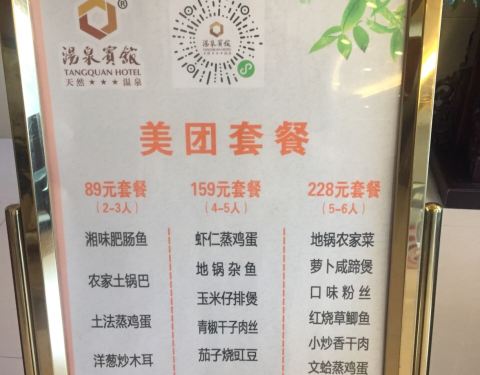 ®
湯泉賓館
TANGQUAN HOTEL
天然★★★温泉
湯泉賓館
美团套餐
89元套餐
(2-3人)
湘味肥肠鱼
农家土锅巴
土法蒸鸡蛋
洋葱炒木耳
159元套餐
(4-5人)
虾仁蒸鸡蛋
地锅杂鱼
玉米仔排煲
青椒干子肉丝
茄子烧豇豆
228元套餐
(5-6人)
地锅农家菜
萝卜咸蹄煲
口味粉丝
红烧草鲫鱼
小炒香干肉
文蛤蒸鸡蛋